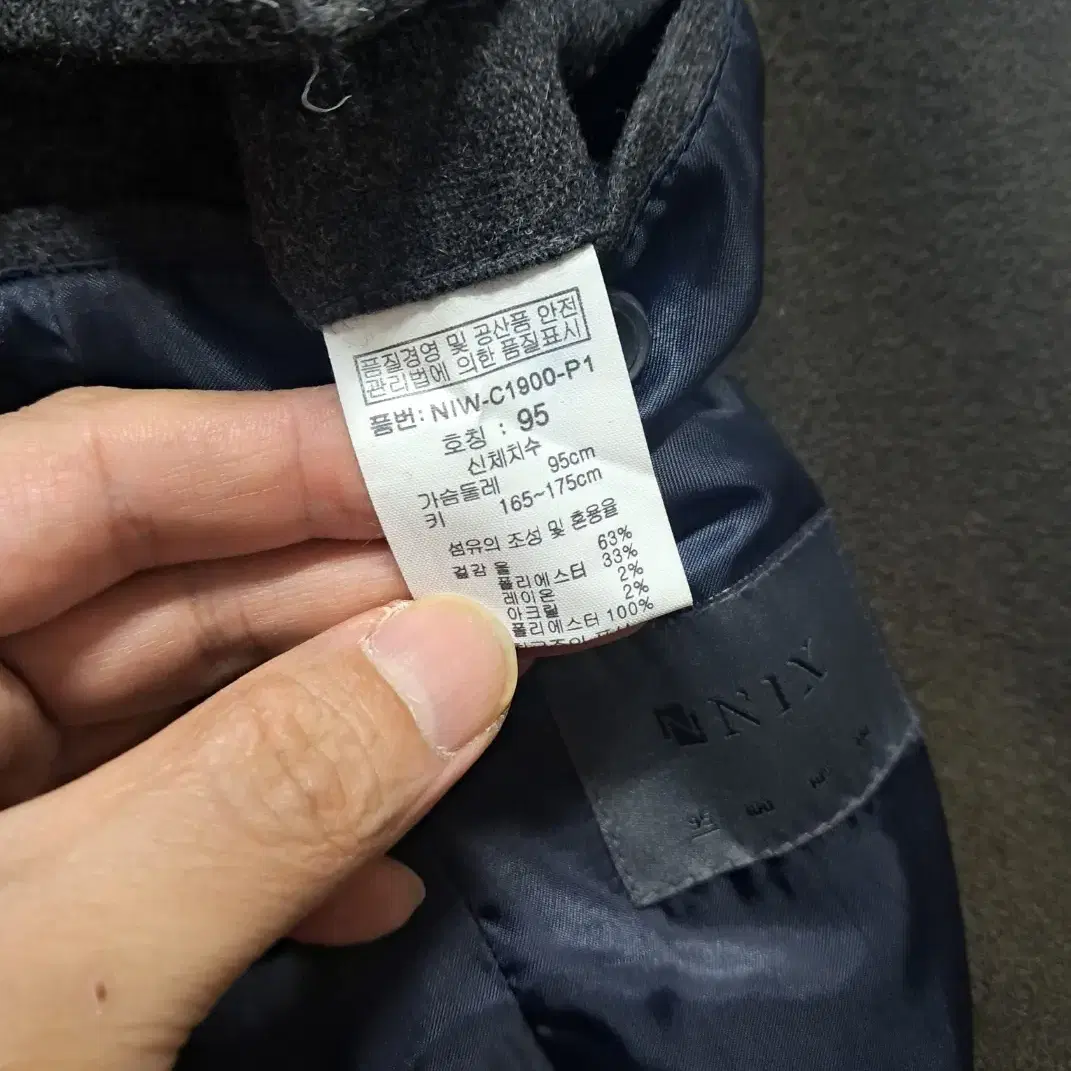 품질경영 및 공산품 안전
관리법에 의한 품질표시
품번: NIW-C1900-P1
호칭 : 95
신체치수
가슴둘레 95cm
키 165~175cm
섬유의 조성 및 혼용율
겉감 울 63%
폴리에스터 33%
레이온 2%
아크릴 2%
폴리에스터 100%
N NIX
95 100